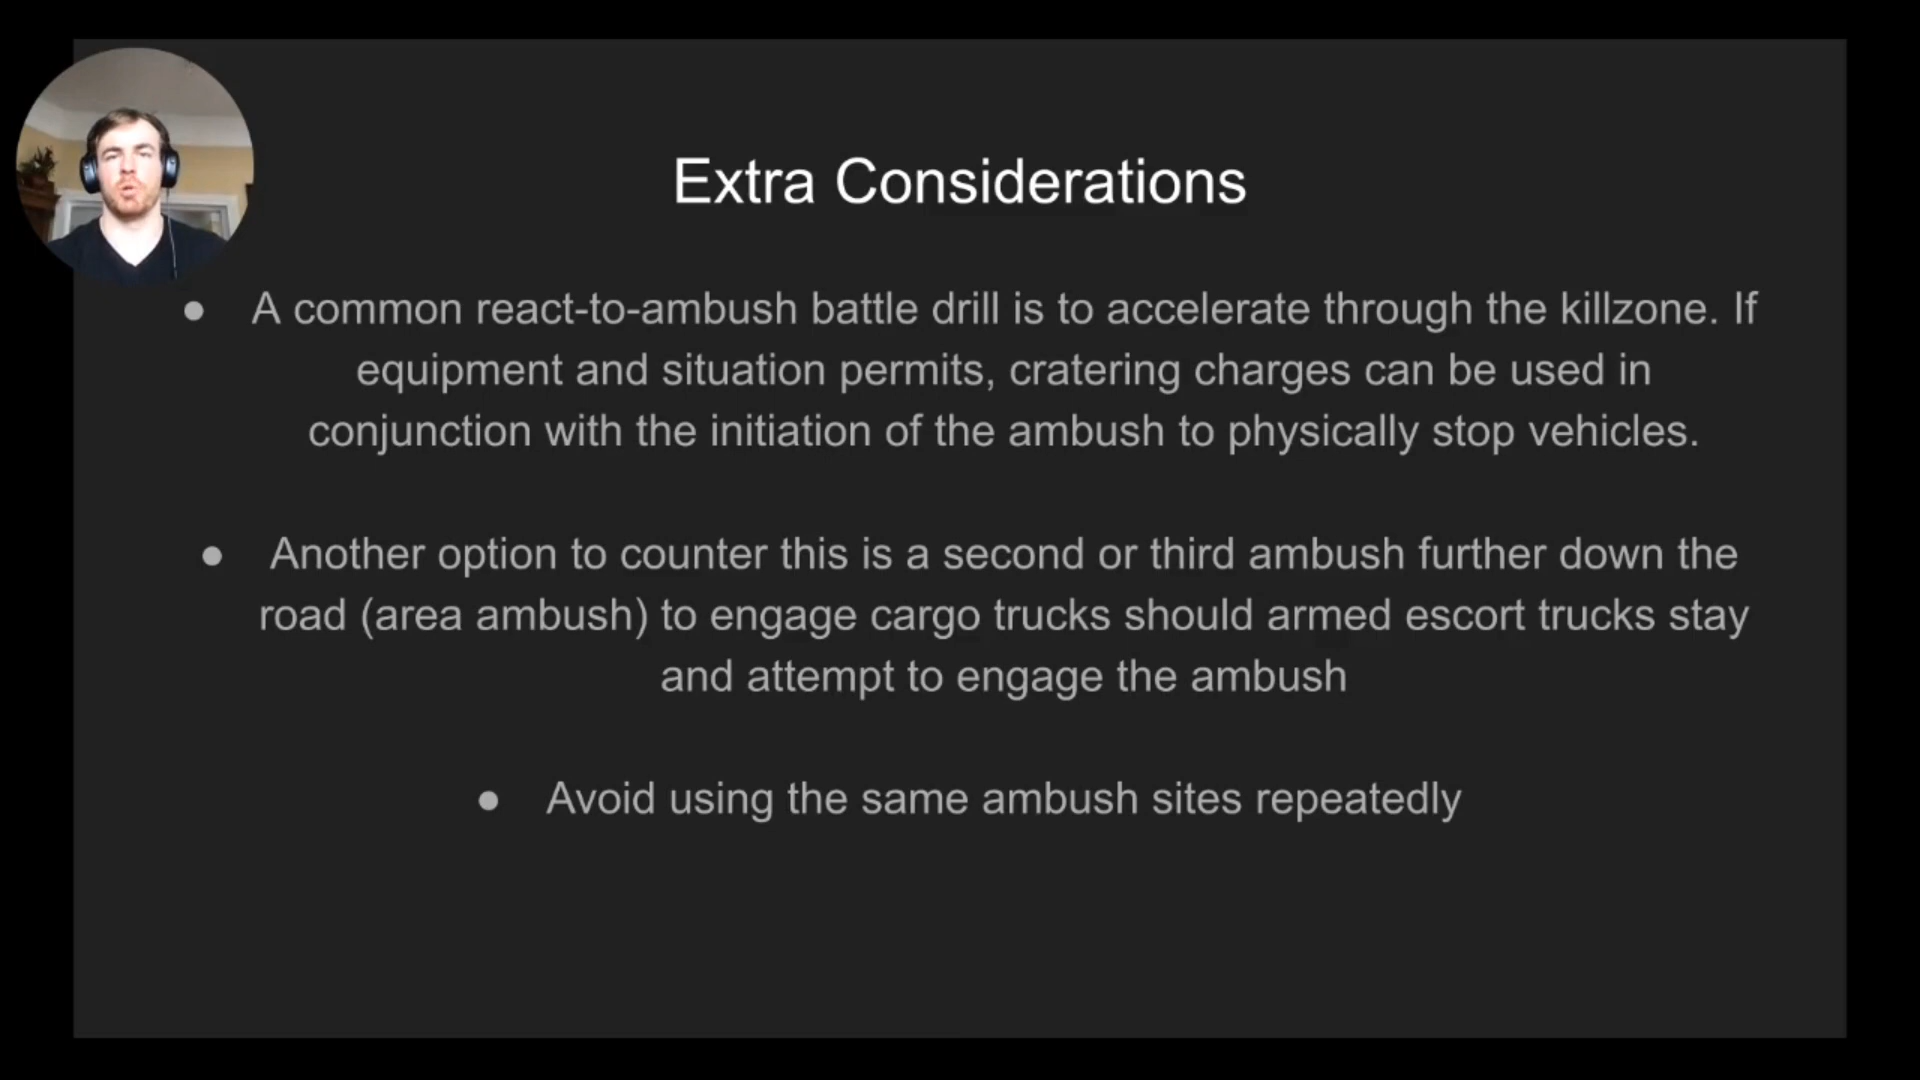 Extra Considerations
● A common react-to-ambush battle drill is to accelerate through the killzone. If
equipment and situation permits, cratering charges can be used in
conjunction with the initiation of the ambush to physically stop vehicles.
● Another option to counter this is a second or third ambush further down the
road (area ambush) to engage cargo trucks should armed escort trucks stay
and attempt to engage the ambush
● Avoid using the same ambush sites repeatedly